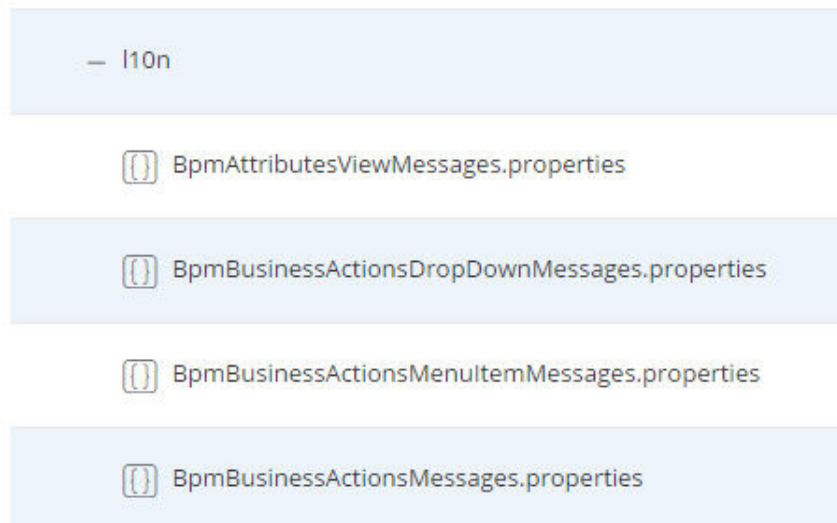 l10n
BpmAttributesViewMessages.properties
BpmBusinessActionsDropDownMessages.properties
BpmBusinessActionsMenuItemMessages.properties
BpmBusinessActionsMessages.properties